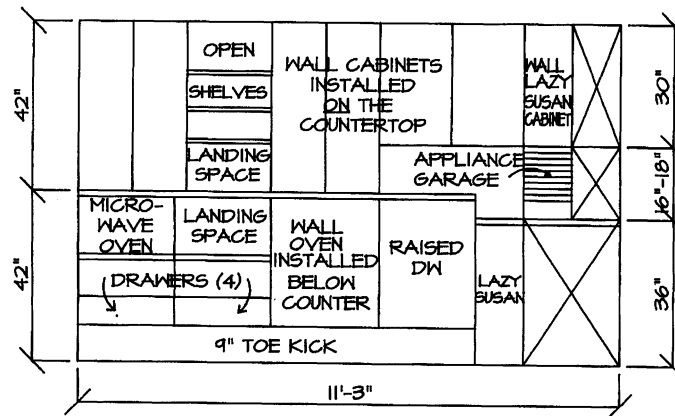 OPEN
SHELVES
LANDING
SPACE
WALL CABINETS
INSTALLED
ON THE
COUNTERTOP
WALL
LAZY
SUSAN
CABINET
APPLIANCE
GARAGE
42"
30"
16"-18"
MICRO-
WAVE
OVEN
LANDING
SPACE
WALL
OVEN
INSTALLED
BELOW
COUNTER
RAISED
DW
LAZY
SUSAN
DRAWERS (4)
42"
36"
9" TOE KICK
11'-3"